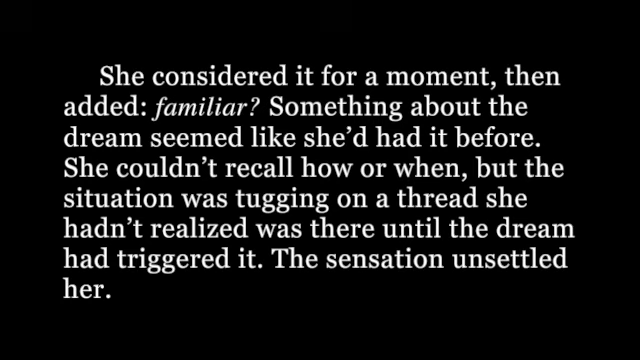 She considered it for a moment, then
added: familiar? Something about the
dream seemed like she’d had it before.
She couldn’t recall how or when, but the
situation was tugging on a thread she
hadn’t realized was there until the dream
had triggered it. The sensation unsettled
her.